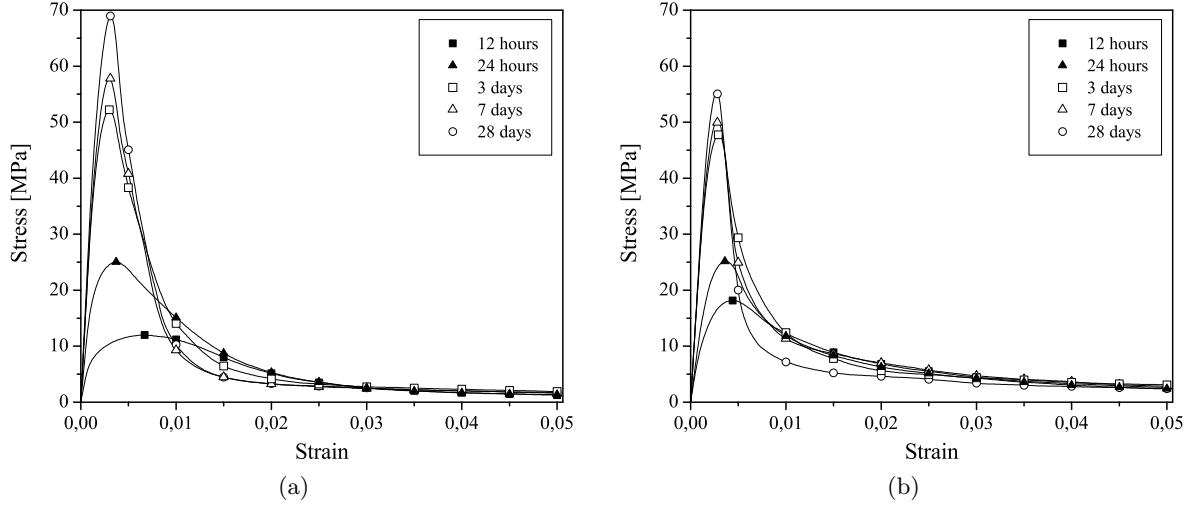 70
60
50
40
30
20
10
0
Stress [MPa]
12 hours
24 hours
3 days
7 days
28 days
0,00 0,01 0,02 0,03 0,04 0,05
Strain
(a)
70
60
50
40
30
20
10
0
Stress [MPa]
12 hours
24 hours
3 days
7 days
28 days
0,00 0,01 0,02 0,03 0,04 0,05
Strain
(b)